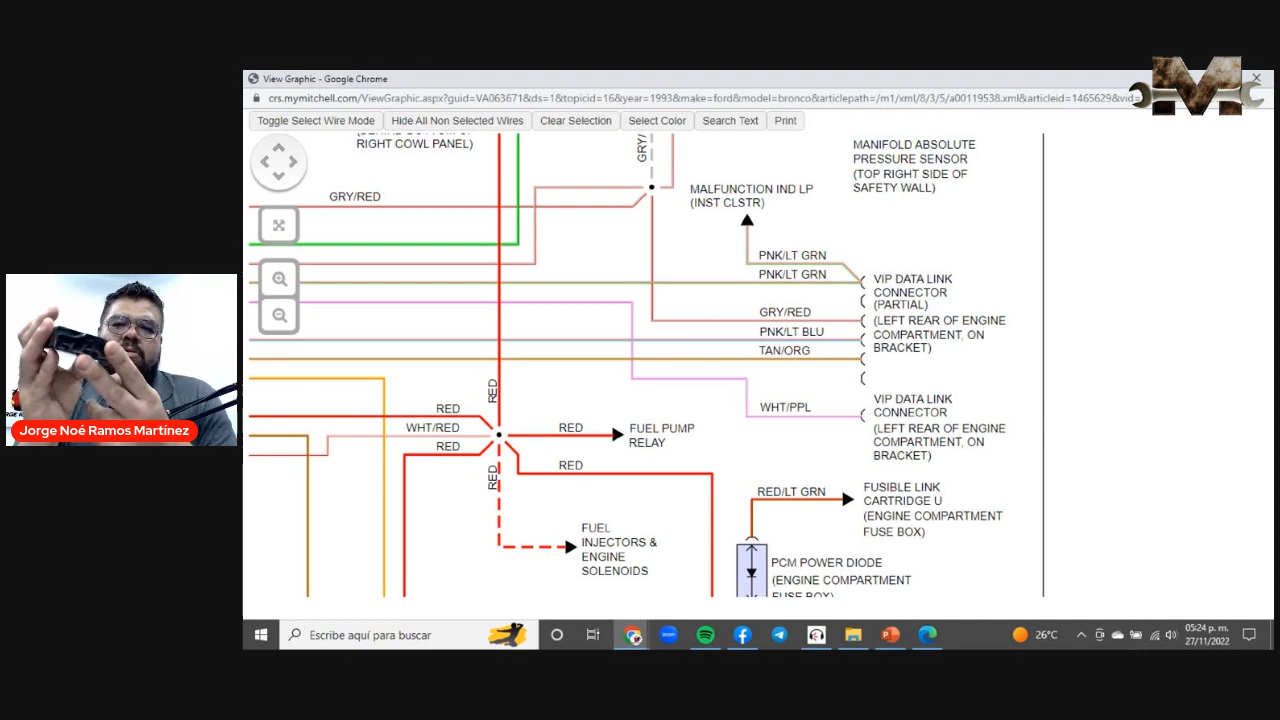 View Graphic - Google Chrome
crs.mymitchell.com/ViewGraphic.aspx?guid=VA063671&ds=1&topicid=16&year=1993&make=ford&model=bronco&articlepath=/m1/xml/8/3/5/a00119538.xml&articleid=1465629&vid=
Toggle Select Wire Mode
Hide All Non Selected Wires
Clear Selection
Select Color
Search Text
Print
RIGHT COWL PANEL)
GRY/
MANIFOLD ABSOLUTE
PRESSURE SENSOR
(TOP RIGHT SIDE OF
SAFETY WALL)
GRY/RED
MALFUNCTION IND LP
(INST CLSTR)
PNK/LT GRN
PNK/LT GRN
VIP DATA LINK
CONNECTOR
(PARTIAL)
(LEFT REAR OF ENGINE
COMPARTMENT, ON
BRACKET)
GRY/RED
PNK/LT BLU
TAN/ORG
WHT/PPL
VIP DATA LINK
CONNECTOR
(LEFT REAR OF ENGINE
COMPARTMENT, ON
BRACKET)
RED
RED
WHT/RED
RED
RED
FUEL PUMP
RELAY
RED
RED
RED/LT GRN
FUSIBLE LINK
CARTRIDGE U
(ENGINE COMPARTMENT
FUSE BOX)
FUEL
INJECTORS &
ENGINE
SOLENOIDS
PCM POWER DIODE
(ENGINE COMPARTMENT
FUSE BOX)
Jorge Noé Ramos Martínez
M
Escribe aquí para buscar
zoom
26°C
05:24 p. m.
27/11/2022